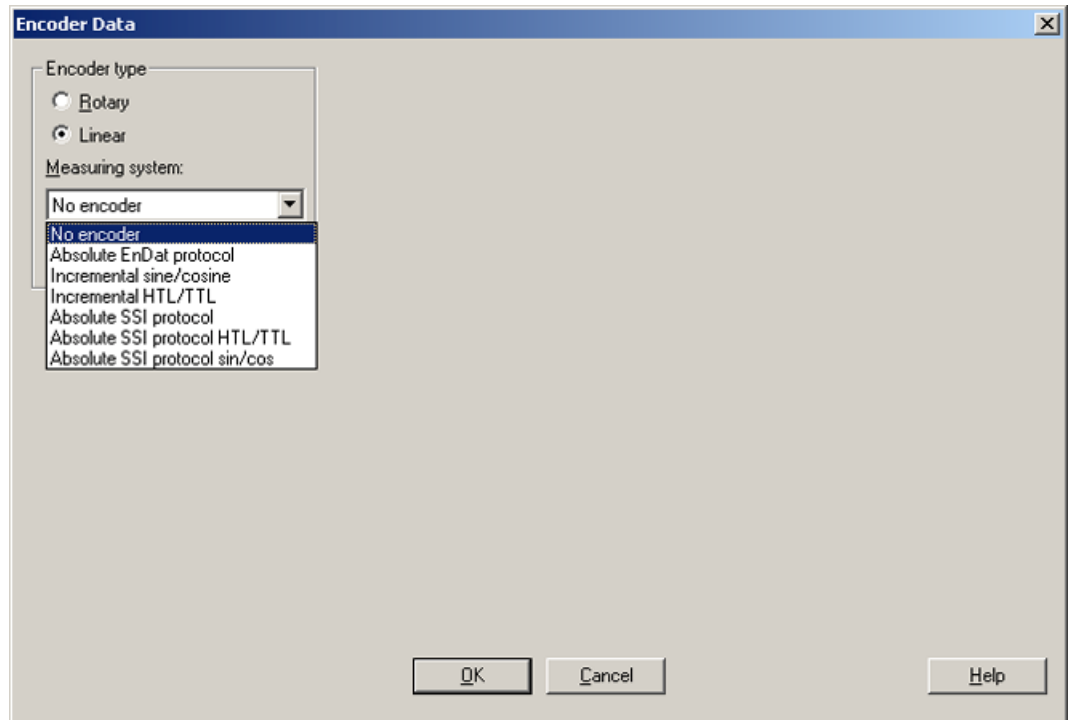 Encoder Data
Encoder type
Rotary
Linear
Measuring system:
No encoder
No encoder
Absolute EnDat protocol
Incremental sine/cosine
Incremental HTL/TTL
Absolute SSI protocol
Absolute SSI protocol HTL/TTL
Absolute SSI protocol sin/cos
OK
Cancel
Help